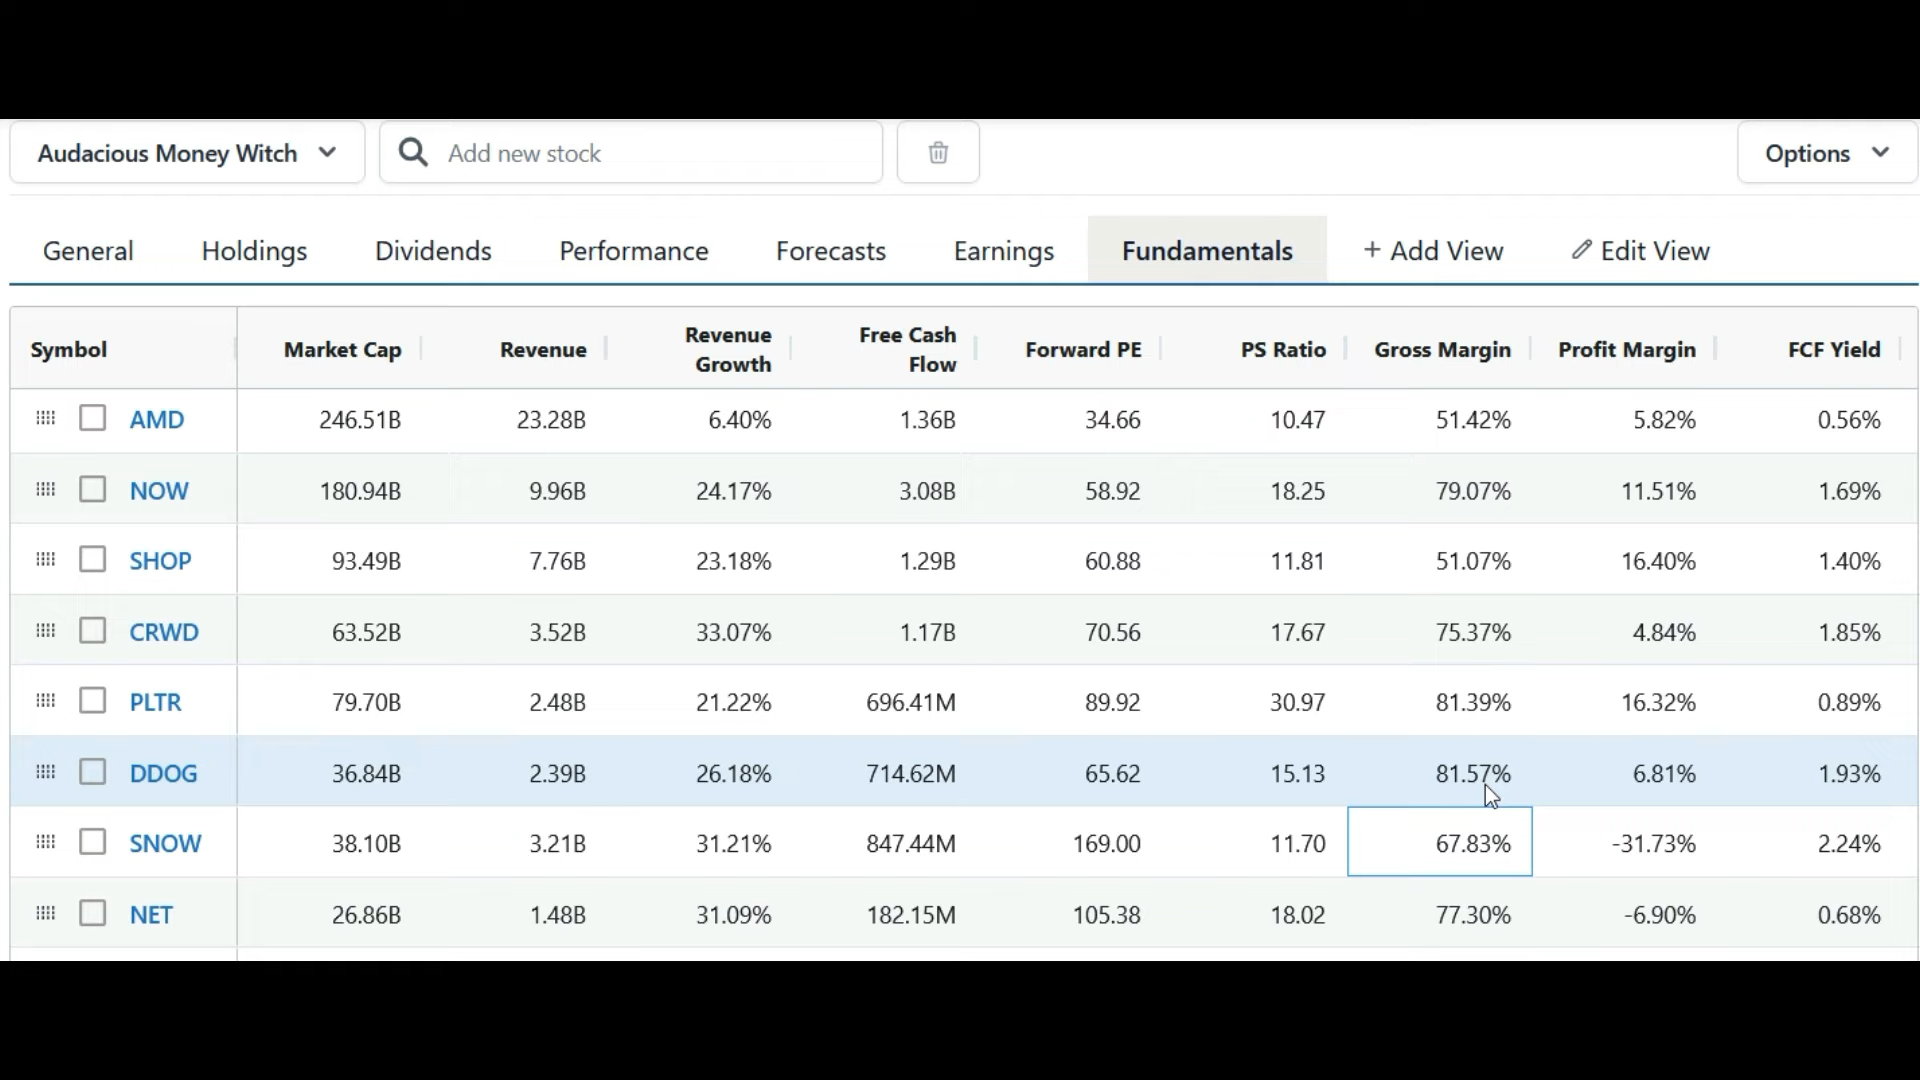 Audacious Money Witch Add new stock Options
General Holdings Dividends Performance Forecasts Earnings Fundamentals + Add View Edit View
Symbol Market Cap Revenue Revenue Growth Free Cash Flow Forward PE PS Ratio Gross Margin Profit Margin FCF Yield
AMD 246.51B 23.28B 6.40% 1.36B 34.66 10.47 51.42% 5.82% 0.56%
NOW 180.94B 9.96B 24.17% 3.08B 58.92 18.25 79.07% 11.51% 1.69%
SHOP 93.49B 7.76B 23.18% 1.29B 60.88 11.81 51.07% 16.40% 1.40%
CRWD 63.52B 3.52B 33.07% 1.17B 70.56 17.67 75.37% 4.84% 1.85%
PLTR 79.70B 2.48B 21.22% 696.41M 89.92 30.97 81.39% 16.32% 0.89%
DDOG 36.84B 2.39B 26.18% 714.62M 65.62 15.13 81.57% 6.81% 1.93%
SNOW 38.10B 3.21B 31.21% 847.44M 169.00 11.70 67.83% -31.73% 2.24%
NET 26.86B 1.48B 31.09% 182.15M 105.38 18.02 77.30% -6.90% 0.68%